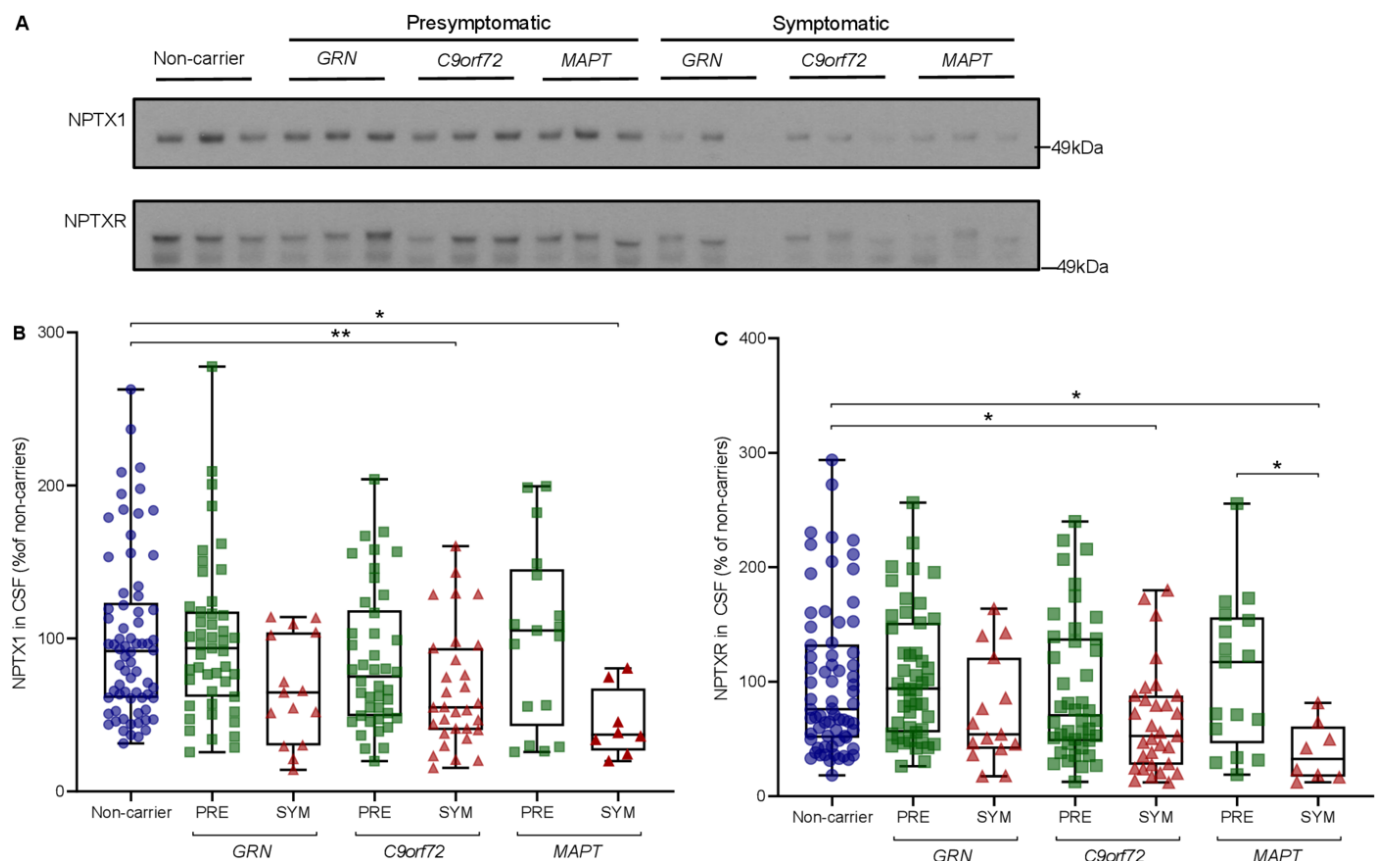 A
Presymptomatic Symptomatic
Non-carrier GRN C9orf72 MAPT GRN C9orf72 MAPT
NPTX1
49kDa
NPTXR
49kDa
B
NPTX1 in CSF (%of non-carriers)
300
200
100
0
*
**
Non-carrier PRE SYM PRE SYM PRE SYM
GRN C9orf72 MAPT
C
NPTXR in CSF (% of non-carriers)
400
300
200
100
0
*
*
*
Non-carrier PRE SYM PRE SYM PRE SYM
GRN C9orf72 MAPT